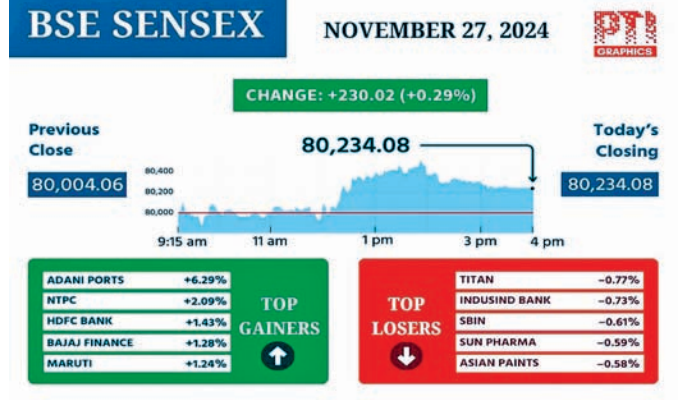 BSE SENSEX
NOVEMBER 27, 2024
PTI
GRAPHICS
CHANGE: +230.02 (+0.29%)
Previous
Close
80,004.06
80,234.08
Today's
Closing
80,234.08
80,400
80,200
80,000
9:15 am
11 am
1 pm
3 pm
4 pm
ADANI PORTS +6.29%
NTPC +2.09%
HDFC BANK +1.43%
BAJAJ FINANCE +1.28%
MARUTI +1.24%
TOP
GAINERS
TOP
LOSERS
TITAN –0.77%
INDUSIND BANK –0.73%
SBIN –0.61%
SUN PHARMA –0.59%
ASIAN PAINTS –0.58%